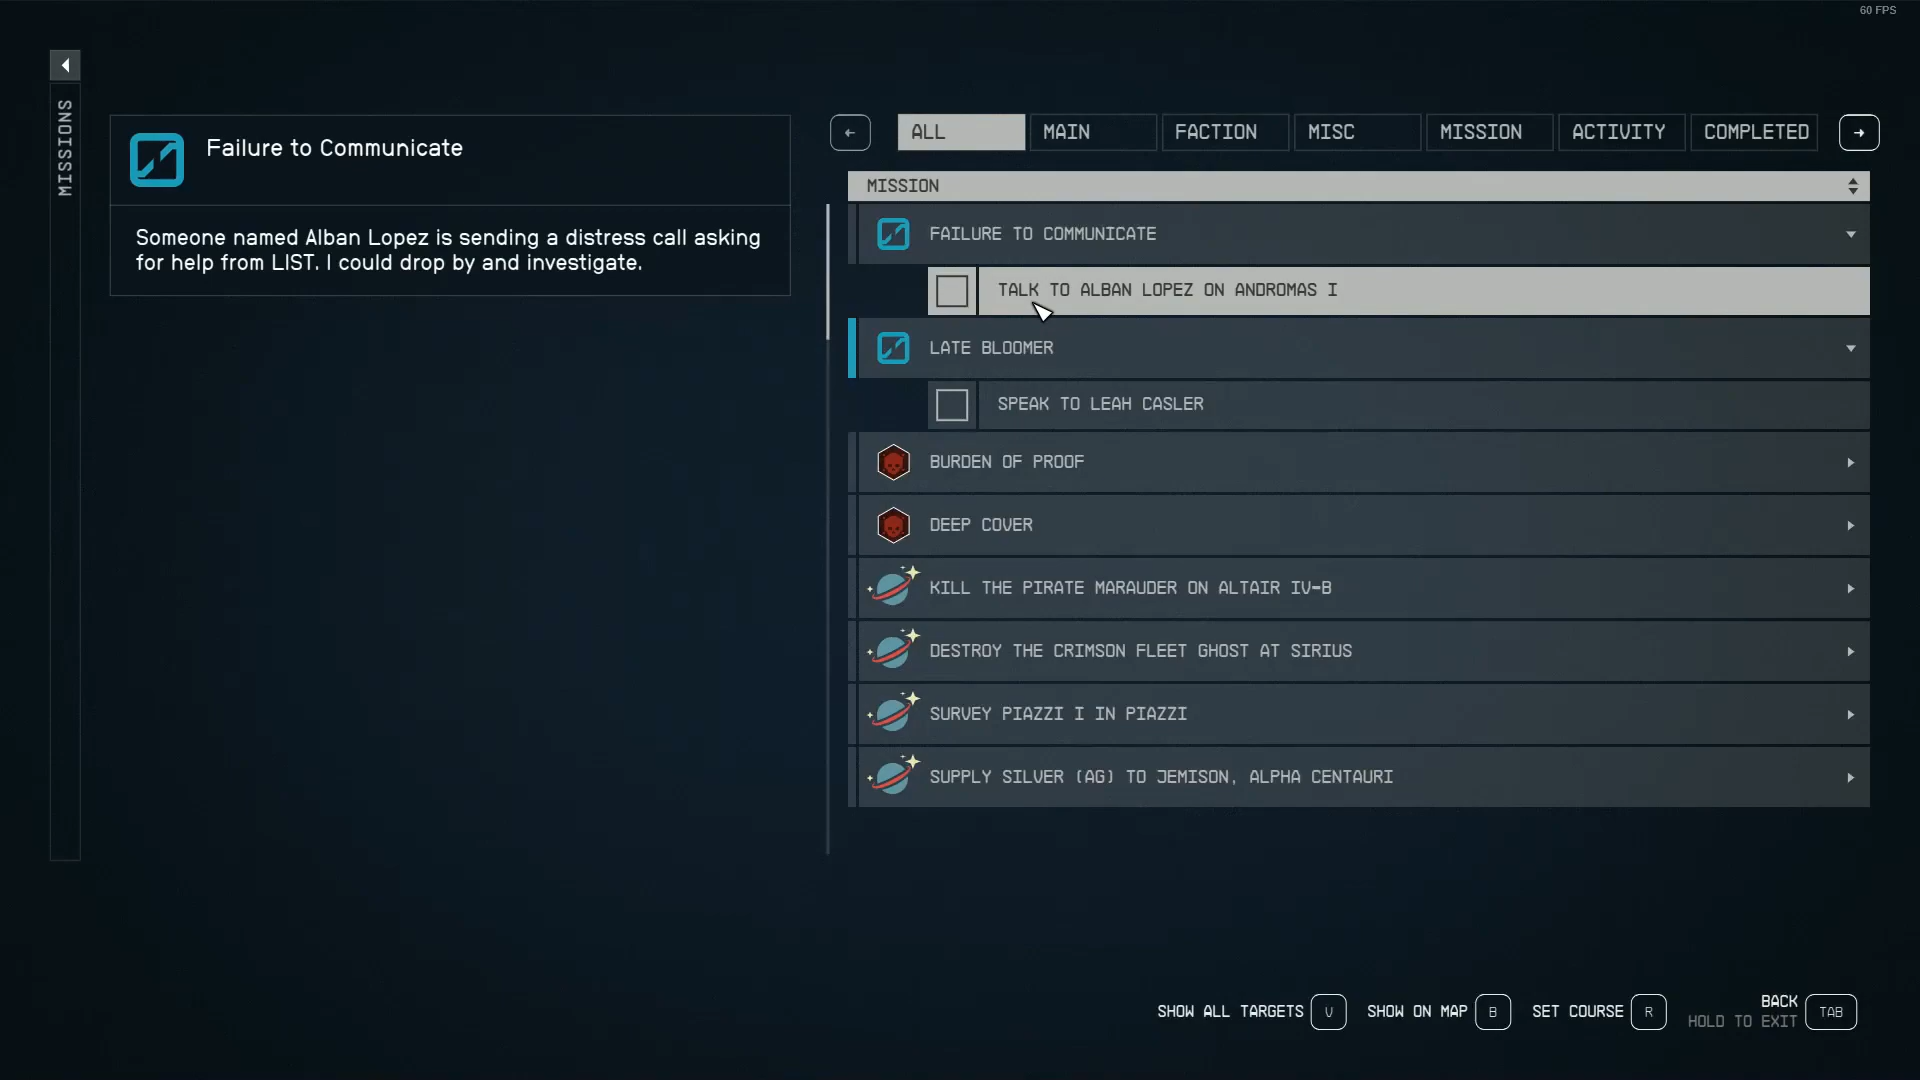 60 FPS
MISSIONS
Failure to Communicate
Someone named Alban Lopez is sending a distress call asking
for help from LIST. I could drop by and investigate.
ALL
MAIN
FACTION
MISC
MISSION
ACTIVITY
COMPLETED
MISSION
FAILURE TO COMMUNICATE
TALK TO ALBAN LOPEZ ON ANDROMAS I
LATE BLOOMER
SPEAK TO LEAH CASLER
BURDEN OF PROOF
DEEP COVER
KILL THE PIRATE MARAUDER ON ALTAIR IV-B
DESTROY THE CRIMSON FLEET GHOST AT SIRIUS
SURVEY PIAZZI I IN PIAZZI
SUPPLY SILVER (AG) TO JEMISON, ALPHA CENTAURI
SHOW ALL TARGETS V
SHOW ON MAP B
SET COURSE R
BACK TAB
HOLD TO EXIT